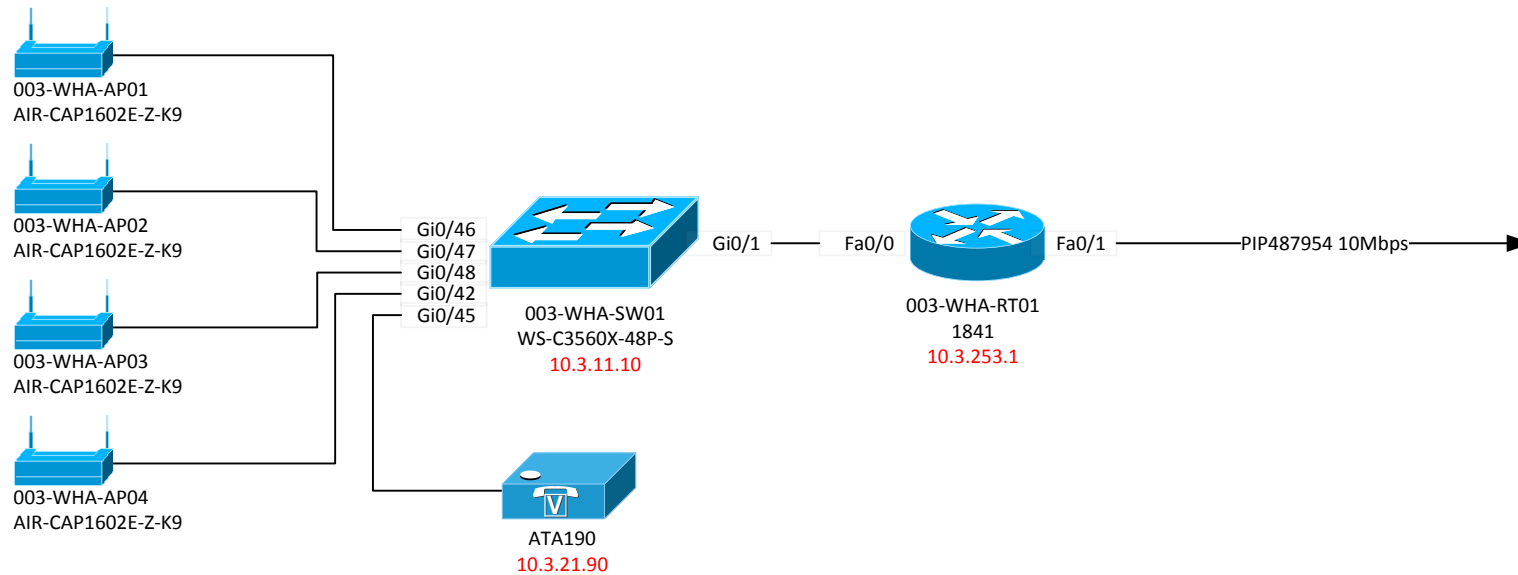 003-WHA-AP01
AIR-CAP1602E-Z-K9
003-WHA-AP02
AIR-CAP1602E-Z-K9
003-WHA-AP03
AIR-CAP1602E-Z-K9
003-WHA-AP04
AIR-CAP1602E-Z-K9
Gi0/46
Gi0/47
Gi0/48
Gi0/42
Gi0/45
003-WHA-SW01
WS-C3560X-48P-S
10.3.11.10
V
ATA190
10.3.21.90
Gi0/1
Fa0/0
003-WHA-RT01
1841
10.3.253.1
Fa0/1
PIP487954 10Mbps